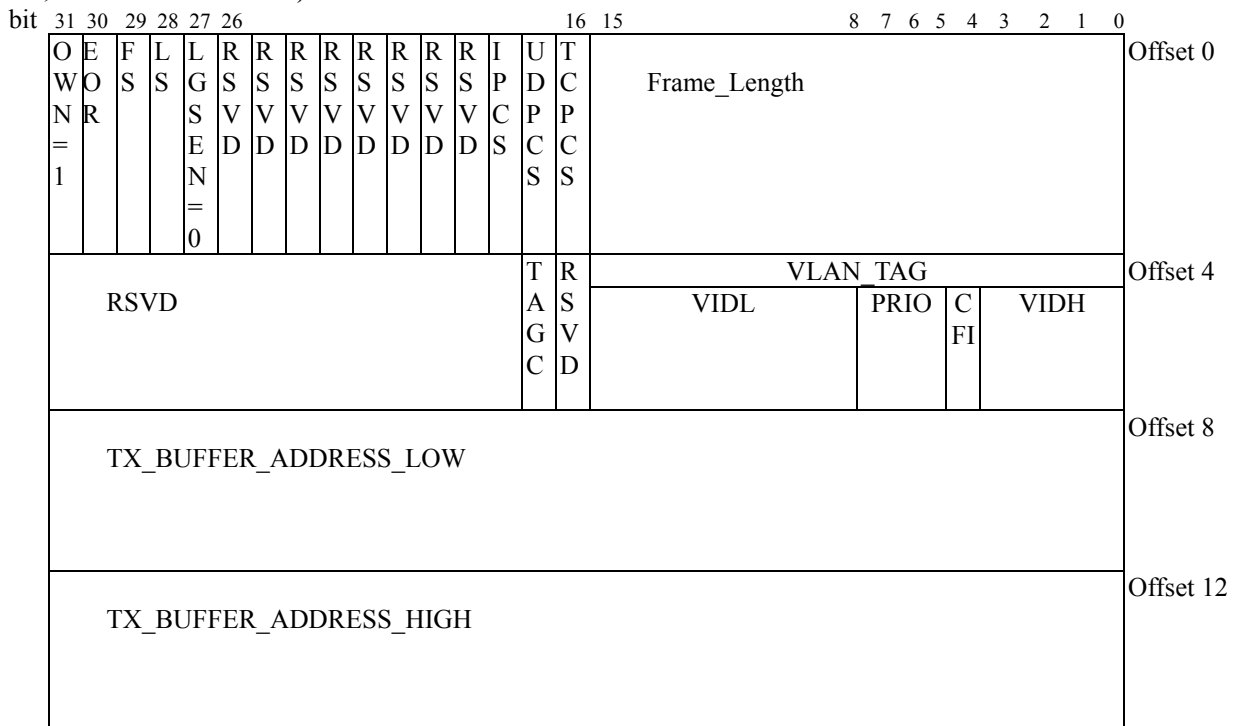 bit 31 30 29 28 27 26 16 15 8 7 6 5 4 3 2 1 0
O E F L L R R R R R R R R I U T Offset 0
W O S S G S S S S S S S S P D C Frame_Length
N R S V V V V V V V V C P P
= E D D D D D D D D S C C
1 N S S
=
0
T R VLAN_TAG Offset 4
RSVD A S VIDL PRIO C VIDH
G V FI
C D
Offset 8
TX_BUFFER_ADDRESS_LOW
Offset 12
TX_BUFFER_ADDRESS_HIGH